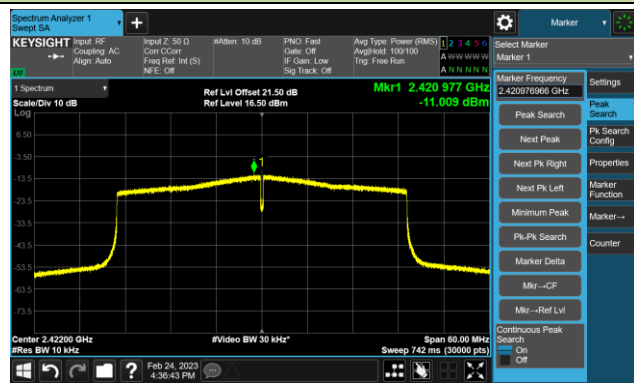 Spectrum Analyzer 1
Swept SA
Marker
KEYSIGHT
Input: RF
Coupling: AC
Align: Auto
Input Z: 50 Ω
Corr CCorr
Freq Ref: Int (S)
NFE: Off
#Atten: 10 dB
PNO: Fast
Gate: Off
IF Gain: Low
Sig Track: Off
Avg Type: Power (RMS)
Avg|Hold: 100/100
Trig: Free Run
1 2 3 4 5 6
A W W W W W
A N N N N N
Select Marker
Marker 1
1 Spectrum
Scale/Div 10 dB
Log
Ref Lvl Offset 21.50 dB
Ref Level 16.50 dBm
Mkr1 2.420 977 GHz
-11.009 dBm
Marker Frequency
2.420976966 GHz
Peak Search
Next Peak
Next Pk Right
Next Pk Left
Minimum Peak
Pk-Pk Search
Marker Delta
Mkr→CF
Mkr→Ref Lvl
Continuous Peak
Search
On
Off
Settings
Peak
Search
Pk Search
Config
Properties
Marker
Function
Marker→
Counter
6.50
-3.50
-13.5
-23.5
-33.5
-43.5
-53.5
-63.5
-73.5
1
Center 2.42200 GHz
#Res BW 10 kHz
#Video BW 30 kHz*
Span 60.00 MHz
Sweep 742 ms (30000 pts)
Feb 24, 2023
4:36:43 PM